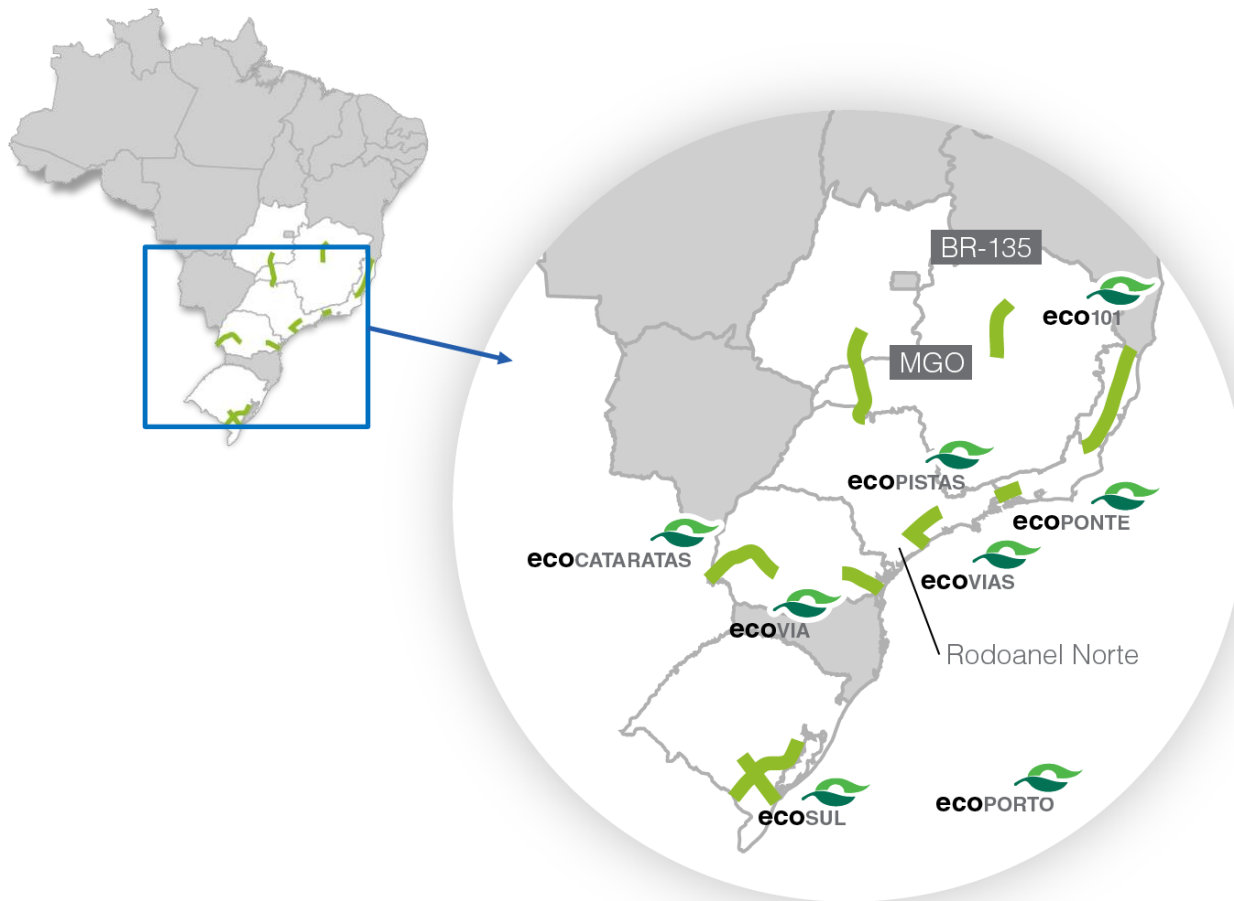 BR-135
eco101
MGO
ecoPISTAS
ecoPONTE
ecoCATARATAS
ecoVIAS
ecoVIA
Rodoanel Norte
ecoSUL
ecoPORTO